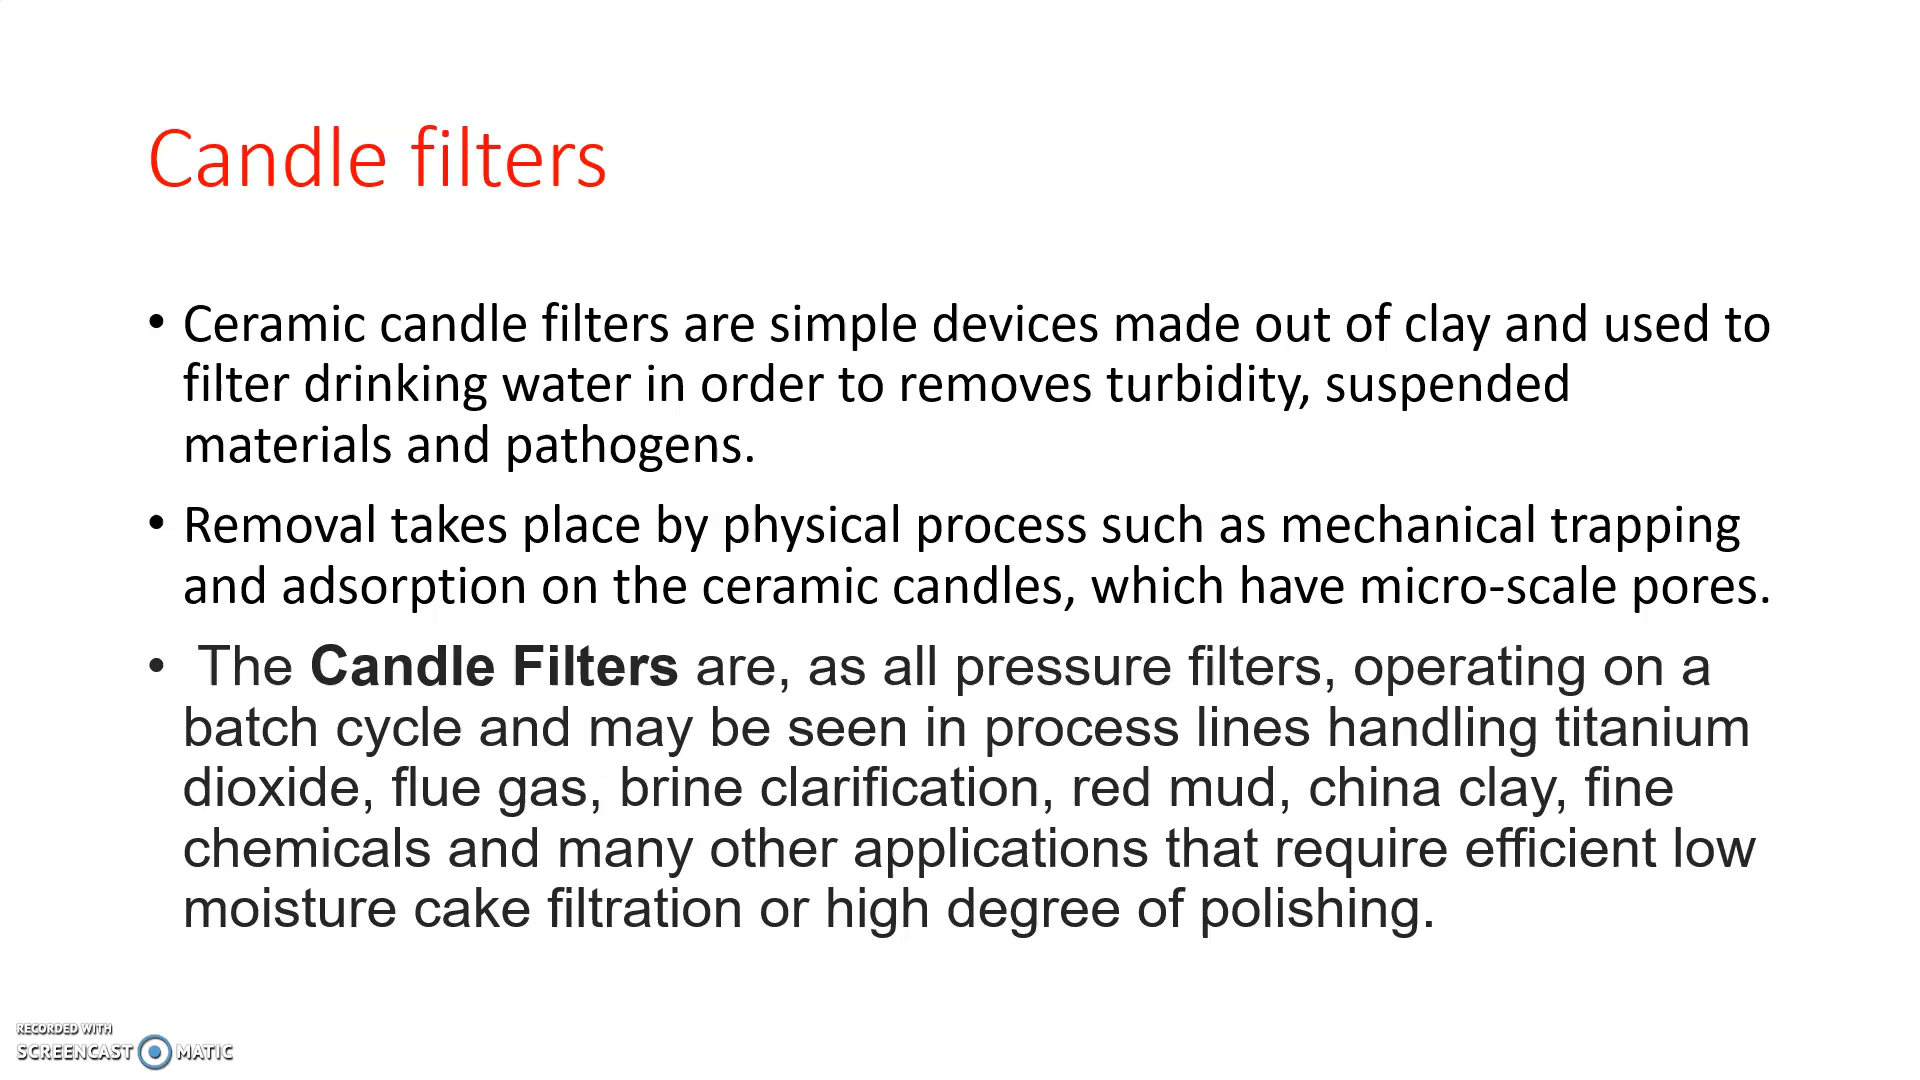 Candle filters
• Ceramic candle filters are simple devices made out of clay and used to
filter drinking water in order to removes turbidity, suspended
materials and pathogens.
• Removal takes place by physical process such as mechanical trapping
and adsorption on the ceramic candles, which have micro-scale pores.
• The Candle Filters are, as all pressure filters, operating on a
batch cycle and may be seen in process lines handling titanium
dioxide, flue gas, brine clarification, red mud, china clay, fine
chemicals and many other applications that require efficient low
moisture cake filtration or high degree of polishing.
RECORDED WITH
SCREENCAST MATIC